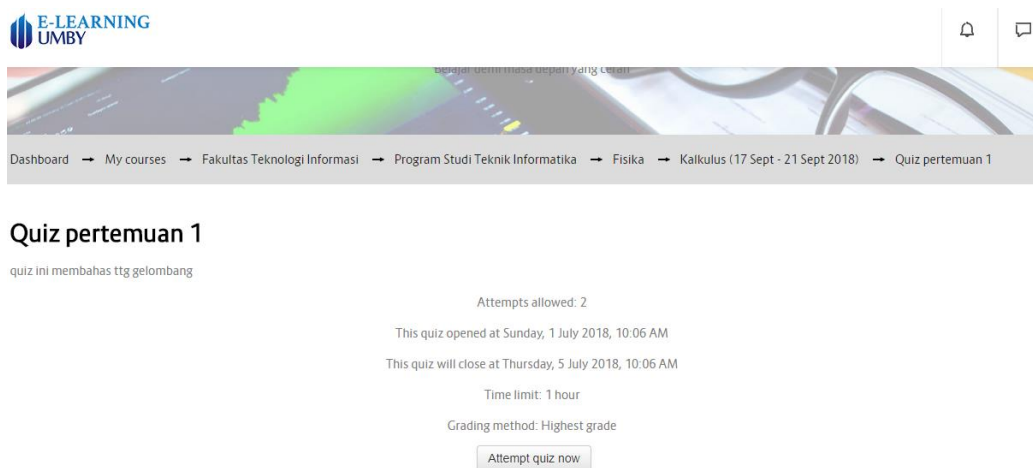 E-LEARNING
UMBY
Belajar demi masa depan yang cerah
Dashboard → My courses → Fakultas Teknologi Informasi → Program Studi Teknik Informatika → Fisika → Kalkulus (17 Sept - 21 Sept 2018) → Quiz pertemuan 1
Quiz pertemuan 1
quiz ini membahas ttg gelombang
Attempts allowed: 2
This quiz opened at Sunday, 1 July 2018, 10:06 AM
This quiz will close at Thursday, 5 July 2018, 10:06 AM
Time limit: 1 hour
Grading method: Highest grade
Attempt quiz now